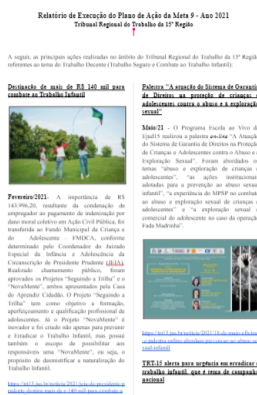 Relatório de Execução do Plano de Ação da Meta 9 - Ano 2021
Tribunal Regional do Trabalho da 15ª Região
A seguir, as principais ações realizadas no âmbito do Tribunal Regional do Trabalho da 15ª Região
referentes ao tema do Trabalho Decente (Trabalho Seguro e Combate ao Trabalho Infantil):
Destinação de mais de R$ 140 mil para
combate ao Trabalho Infantil
Fevereiro/2021- A importância de R$
143.996,20, resultante da condenação do
empregador ao pagamento de indenização por
dano moral coletivo em Ação Civil Pública, foi
transferida ao Fundo Municipal da Criança e
do Adolescente FMDCA, conforme
determinado pelo Coordenador do Juizado
Especial da Infância e Adolescência da
Circunscrição de Presidente Prudente (JEIA).
Realizado chamamento público, foram
aprovados os Projetos "Seguindo a Trilha" e o
"NovaMente", ambos apresentados pela Casa
do Aprender Cidadão. O Projeto "Seguindo a
Trilha" tem como objetivo a formação,
aperfeiçoamento e qualificação profissional de
adolescentes. Já o Projeto "NovaMente" é
inovador e foi criado não apenas para prevenir
e Erradicar o Trabalho Infantil, mas possui
também o escopo de possibilitar aos
responsáveis uma "NovaMente", ou seja, o
propósito de desmistificar a naturalização do
Trabalho Infantil.
Palestra "A atuação do Sistema de Garantia
de Direitos na proteção de crianças
adolescentes contra o abuso e a exploração
sexual"
Maio/21 - O Programa Escola ao Vivo da
Ejud15 realizou a palestra on-line "A Atuação
do Sistema de Garantia de Direitos na Proteção
de Crianças e Adolescentes contra o Abuso e
Exploração Sexual". Foram abordados os
temas "abuso e exploração de crianças
adolescentes", "as ações institucionais
adotadas para a prevenção ao abuso sexual
infantil", "a experiência do MPSP no combate
ao abuso e exploração sexual de crianças
adolescentes" e "a exploração sexual
comercial do adolescente no caso da operação
Fada Madrinha".
TRT-15 alerta para urgência em erradicar
trabalho infantil, que é tema de campanha
nacional